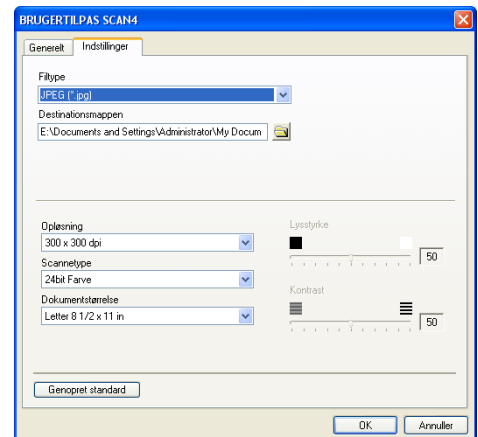 BRUGERTILPAS SCAN4
Generelt Indstillinger
Filtype
JPEG (*.jpg)
Destinationsmappen
E:\Documents and Settings\Administrator\My Docum
Opløsning
300 x 300 dpi
Scannetype
24bit Farve
Dokumentstørrelse
Letter 8 1/2 x 11 in
Lysstyrke
50
Kontrast
50
Genopret standard
OK Annuller